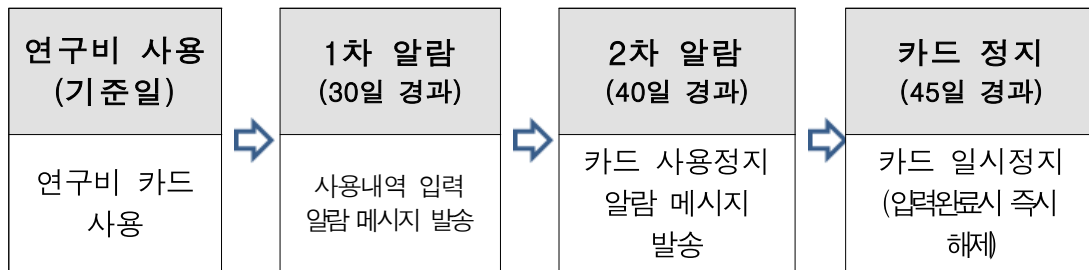 연구비 사용
(기준일)
연구비 카드
사용
1차 알람
(30일 경과)
사용내역 입력
알람 메시지 발송
2차 알람
(40일 경과)
카드 사용정지
알람 메시지
발송
카드 정지
(45일 경과)
카드 일시정지
(입력완료시 즉시
해제)